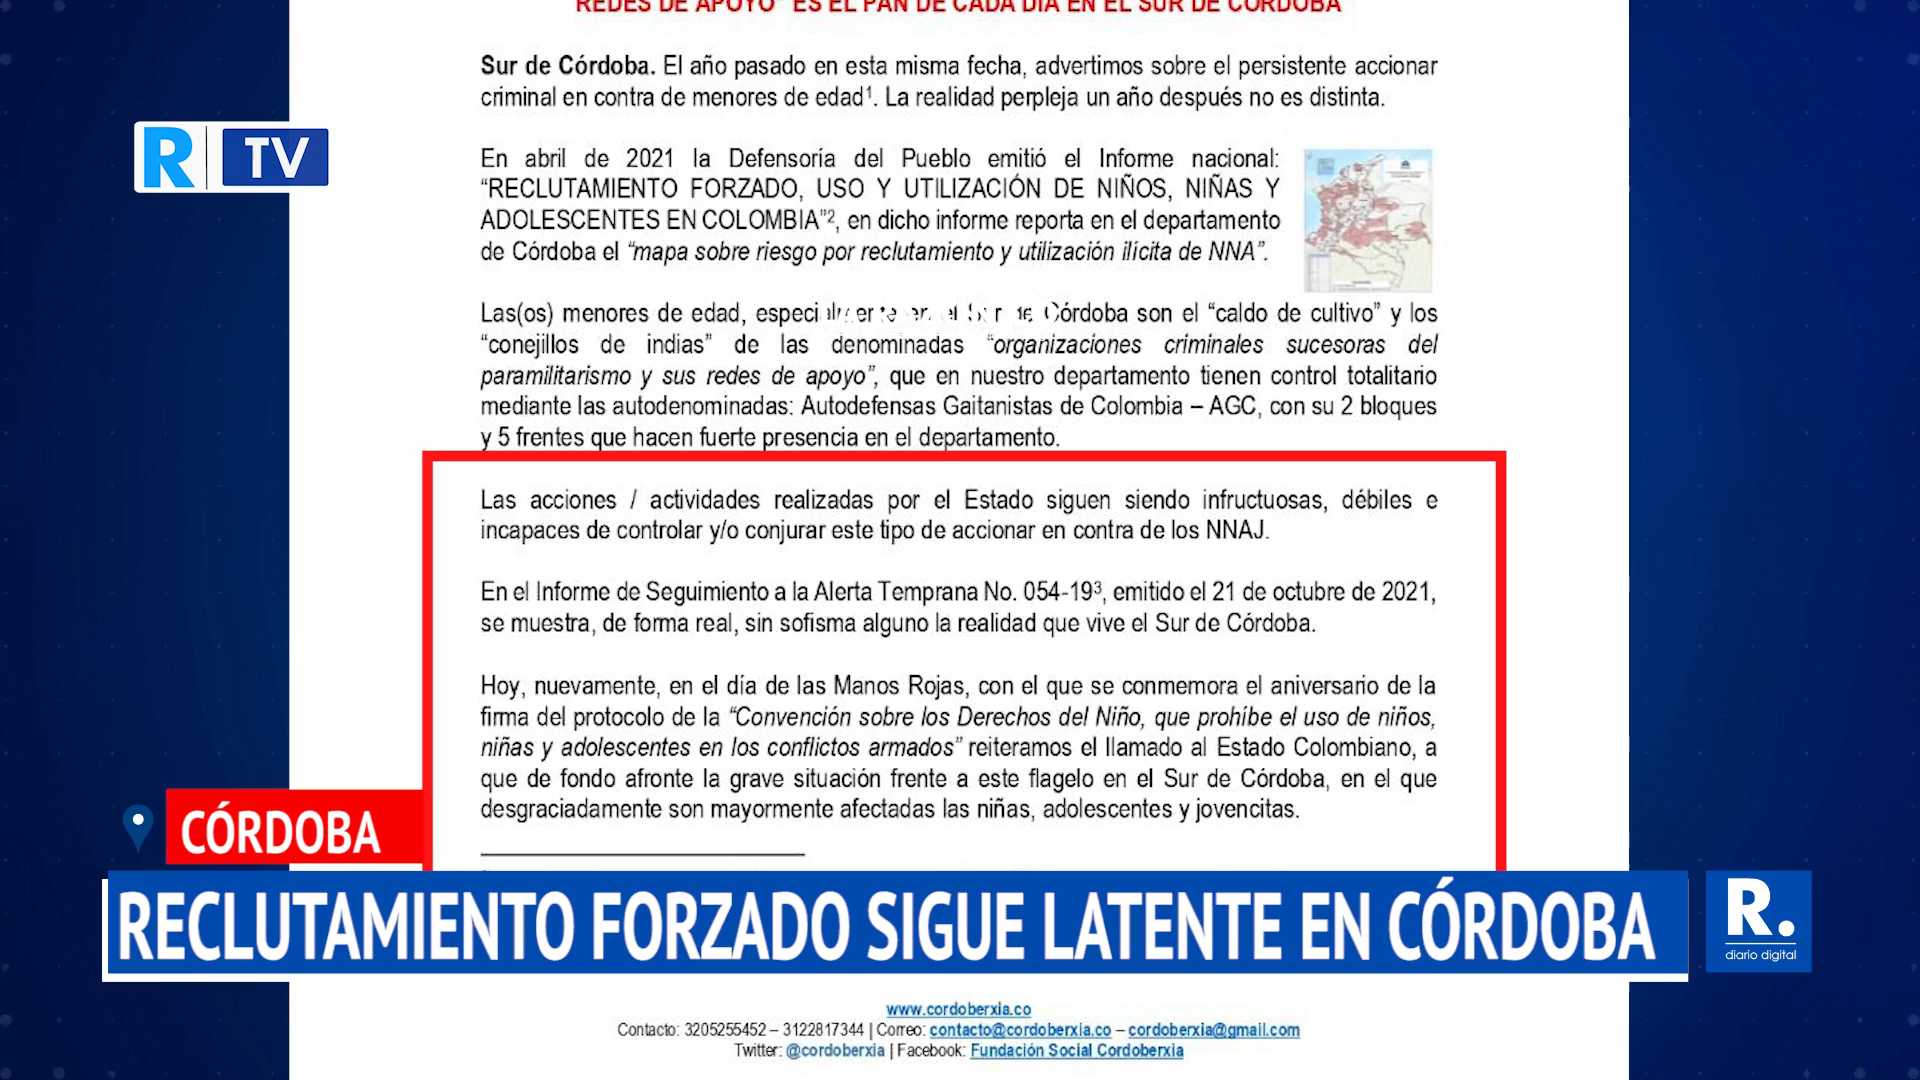 REDES DE APOYO" ES EL PAN DE CADA DÍA EN EL SUR DE CÓRDOBA
Sur de Córdoba. El año pasado en esta misma fecha, advertimos sobre el persistente accionar
criminal en contra de menores de edad¹. La realidad perpleja un año después no es distinta.
R TV
En abril de 2021 la Defensoría del Pueblo emitió el Informe nacional:
“RECLUTAMIENTO FORZADO, USO Y UTILIZACIÓN DE NIÑOS, NIÑAS Y
ADOLESCENTES EN COLOMBIA”², en dicho informe reporta en el departamento
de Córdoba el “mapa sobre riesgo por reclutamiento y utilización ilícita de NNA”.
Las(os) menores de edad, especialmente en el Sur de Córdoba son el “caldo de cultivo” y los
“conejillos de indias” de las denominadas “organizaciones criminales sucesoras del
paramilitarismo y sus redes de apoyo”, que en nuestro departamento tienen control totalitario
mediante las autodenominadas: Autodefensas Gaitanistas de Colombia – AGC, con su 2 bloques
y 5 frentes que hacen fuerte presencia en el departamento.
Las acciones / actividades realizadas por el Estado siguen siendo infructuosas, débiles e
incapaces de controlar y/o conjurar este tipo de accionar en contra de los NNAJ.
En el Informe de Seguimiento a la Alerta Temprana No. 054-19³, emitido el 21 de octubre de 2021,
se muestra, de forma real, sin sofisma alguno la realidad que vive el Sur de Córdoba.
Hoy, nuevamente, en el día de las Manos Rojas, con el que se conmemora el aniversario de la
firma del protocolo de la “Convención sobre los Derechos del Niño, que prohíbe el uso de niños,
niñas y adolescentes en los conflictos armados” reiteramos el llamado al Estado Colombiano, a
que de fondo afronte la grave situación frente a este flagelo en el Sur de Córdoba, en el que
desgraciadamente son mayormente afectadas las niñas, adolescentes y jovencitas.
CÓRDOBA
RECLUTAMIENTO FORZADO SIGUE LATENTE EN CÓRDOBA
R.
diario digital
www.cordoberxia.co
Contacto: 3205255452 – 3122817344 | Correo: contacto@cordoberxia.co – cordoberxia@gmail.com
Twitter: @cordoberxia | Facebook: Fundación Social Cordoberxia